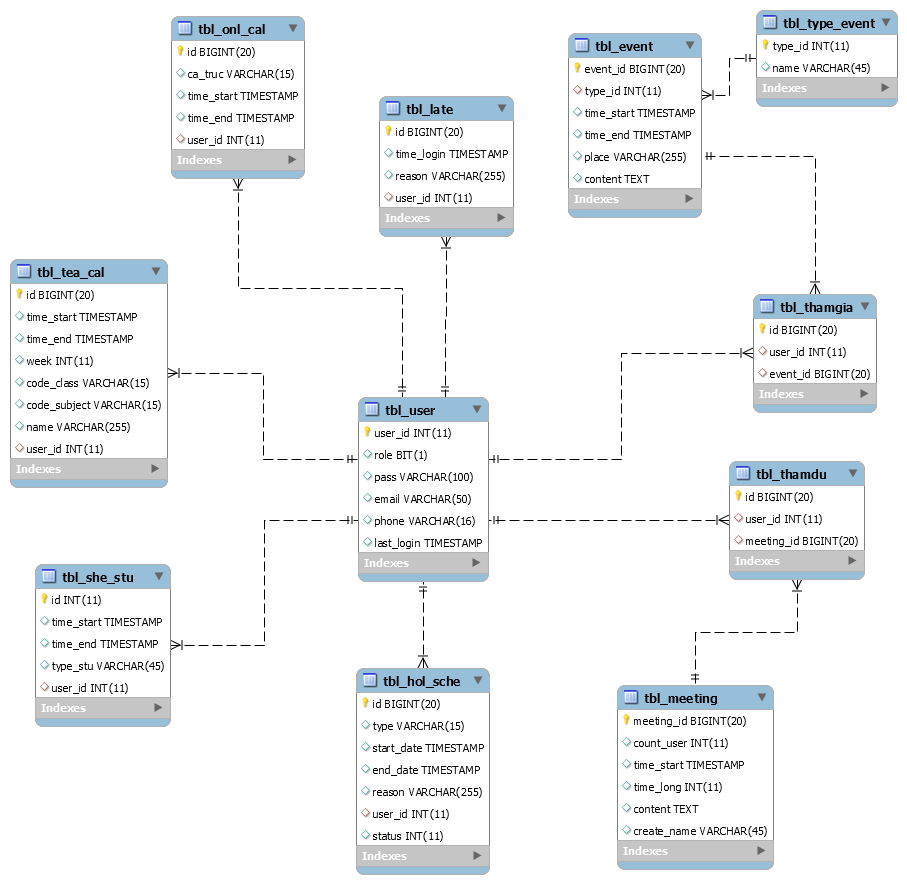 tbl_onl_cal
id BIGINT(20)
ca_truc VARCHAR(15)
time_start TIMESTAMP
time_end TIMESTAMP
user_id INT(11)
Indexes
tbl_late
id BIGINT(20)
time_login TIMESTAMP
reason VARCHAR(255)
user_id INT(11)
Indexes
tbl_event
event_id BIGINT(20)
type_id INT(11)
time_start TIMESTAMP
time_end TIMESTAMP
place VARCHAR(255)
content TEXT
Indexes
tbl_type_event
type_id INT(11)
name VARCHAR(45)
Indexes
tbl_tea_cal
id BIGINT(20)
time_start TIMESTAMP
time_end TIMESTAMP
week INT(11)
code_class VARCHAR(15)
code_subject VARCHAR(15)
name VARCHAR(255)
user_id INT(11)
Indexes
tbl_thamgia
id BIGINT(20)
user_id INT(11)
event_id BIGINT(20)
Indexes
tbl_user
user_id INT(11)
role BIT(1)
pass VARCHAR(100)
email VARCHAR(50)
phone VARCHAR(16)
last_login TIMESTAMP
Indexes
tbl_thamdu
id BIGINT(20)
user_id INT(11)
meeting_id BIGINT(20)
Indexes
tbl_she_stu
id INT(11)
time_start TIMESTAMP
time_end TIMESTAMP
type_stu VARCHAR(45)
user_id INT(11)
Indexes
tbl_hol_sche
id BIGINT(20)
type VARCHAR(15)
start_date TIMESTAMP
end_date TIMESTAMP
reason VARCHAR(255)
user_id INT(11)
status INT(11)
Indexes
tbl_meeting
meeting_id BIGINT(20)
count_user INT(11)
time_start TIMESTAMP
time_long INT(11)
content TEXT
create_name VARCHAR(45)
Indexes